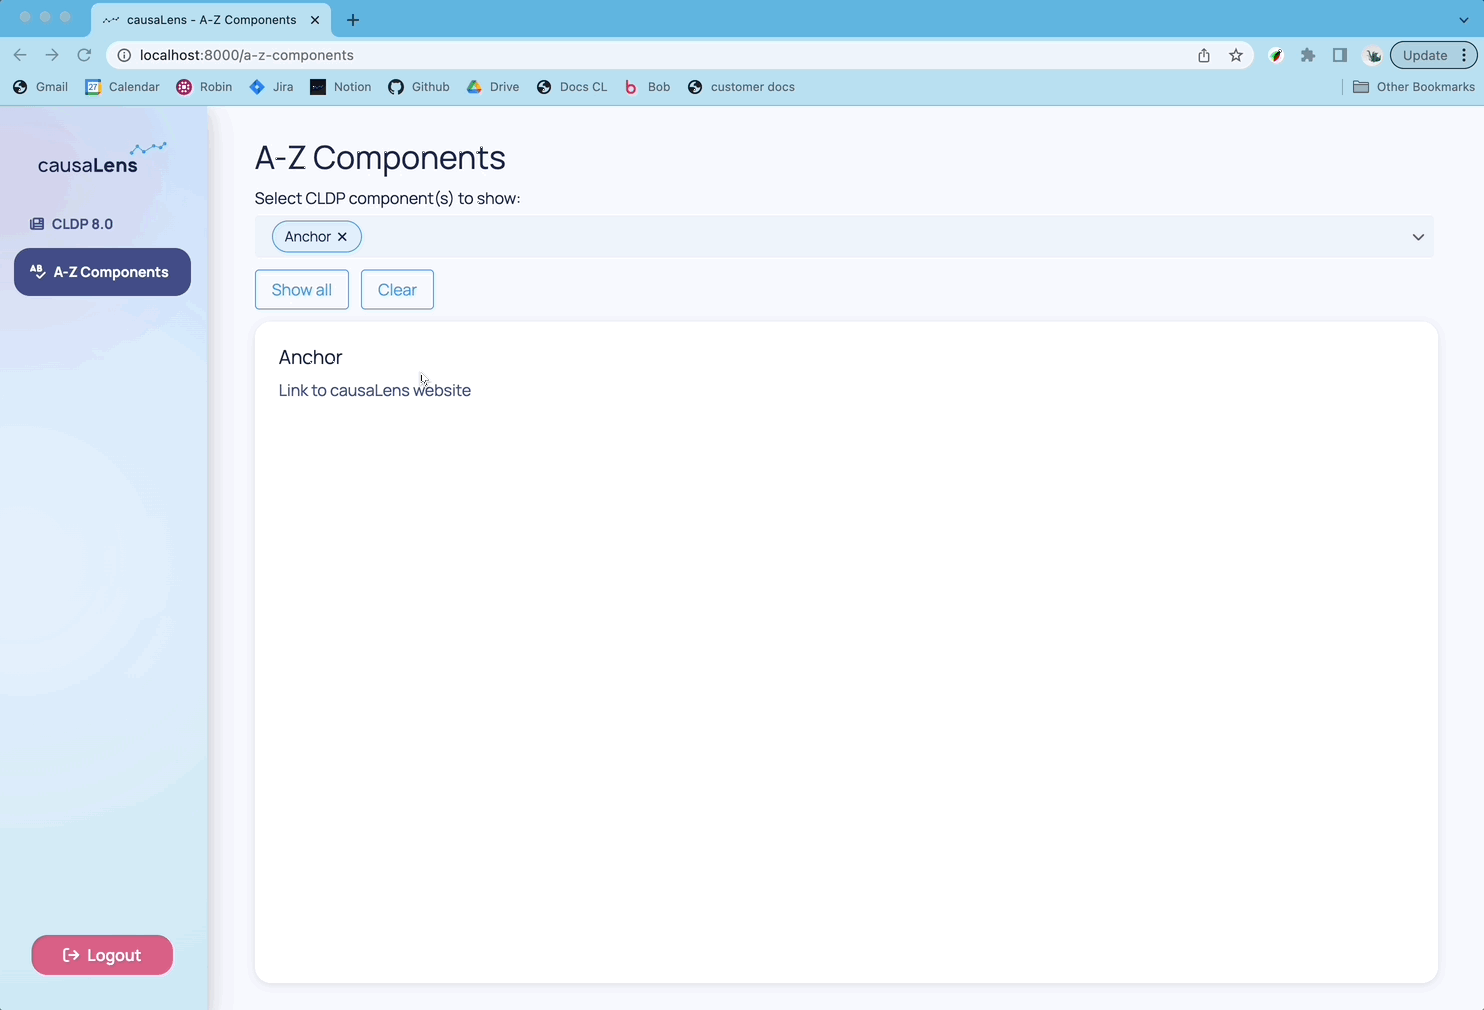 causaLens - A-Z Components
localhost:8000/a-z-components
Update
Gmail
27
Calendar
Robin
Jira
Notion
Github
Drive
Docs CL
Bob
customer docs
Other Bookmarks
causaLens
CLDP 8.0
AB
A-Z Components
Logout
A-Z Components
Select CLDP component(s) to show:
Anchor
Show all
Clear
Anchor
Link to causaLens website